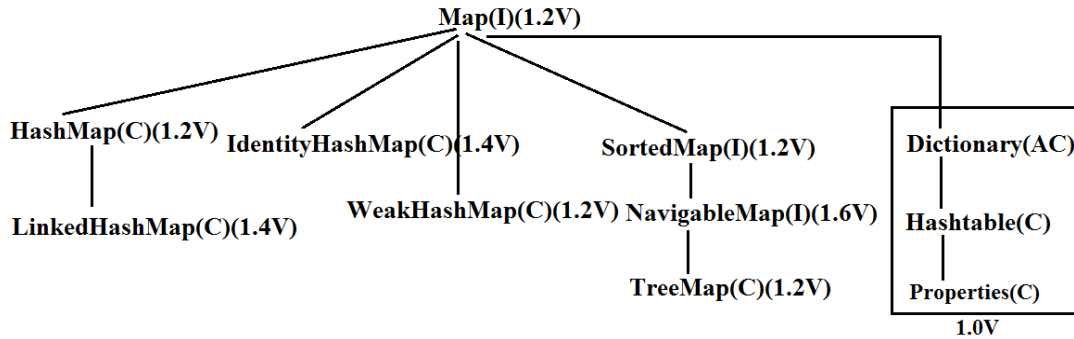 Map(I)(1.2V)
HashMap(C)(1.2V)
IdentityHashMap(C)(1.4V)
SortedMap(I)(1.2V)
Dictionary(AC)
LinkedHashMap(C)(1.4V)
WeakHashMap(C)(1.2V)
NavigableMap(I)(1.6V)
Hashtable(C)
TreeMap(C)(1.2V)
Properties(C)
1.0V